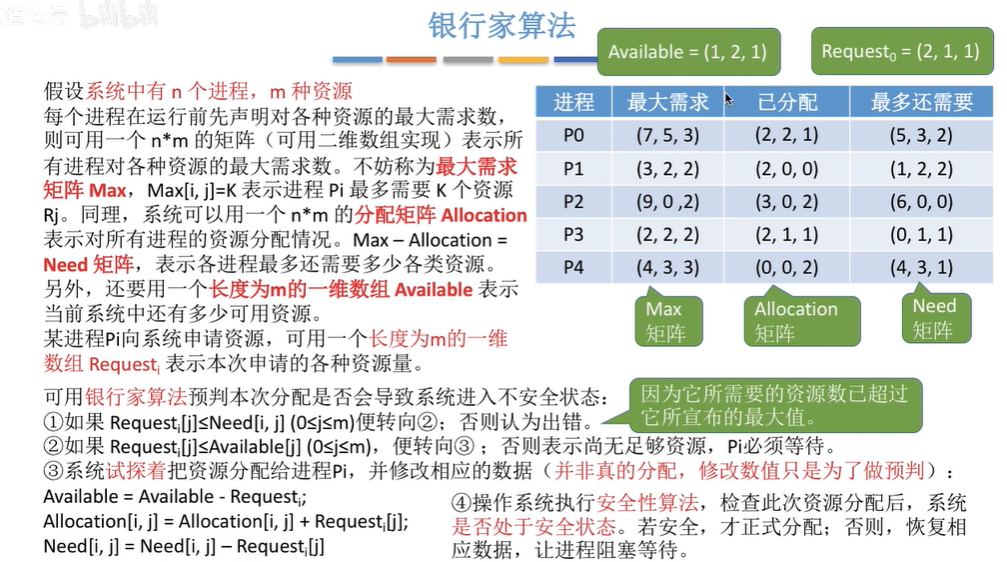 银行家算法
Available = (1, 2, 1)
Request0 = (2, 1, 1)
假设系统中有 n 个进程，m 种资源
每个进程在运行前先声明对各种资源的最大需求数，
则可用一个 n*m 的矩阵（可用二维数组实现）表示所
有进程对各种资源的最大需求数。不妨称为最大需求
矩阵 Max，Max[i, j]=K 表示进程 Pi 最多需要 K 个资源
Rj。同理，系统可以用一个 n*m 的分配矩阵 Allocation
表示对所有进程的资源分配情况。Max – Allocation =
Need 矩阵，表示各进程最多还需要多少各类资源。
另外，还要用一个长度为m的一维数组 Available 表示
当前系统中还有多少可用资源。
某进程Pi向系统申请资源，可用一个长度为m的一维
数组 Requesti 表示本次申请的各种资源量。
进程 最大需求 已分配 最多还需要
P0 (7, 5, 3) (2, 2, 1) (5, 3, 2)
P1 (3, 2, 2) (2, 0, 0) (1, 2, 2)
P2 (9, 0 ,2) (3, 0, 2) (6, 0, 0)
P3 (2, 2, 2) (2, 1, 1) (0, 1, 1)
P4 (4, 3, 3) (0, 0, 2) (4, 3, 1)
Max
矩阵
Allocation
矩阵
Need
矩阵
可用银行家算法预判本次分配是否会导致系统进入不安全状态：
因为它所需要的资源数已超过
它所宣布的最大值。
①如果 Requesti[j]≤Need[i, j] (0≤j≤m)便转向②；否则认为出错。
②如果 Requesti[j]≤Available[j] (0≤j≤m)，便转向③；否则表示尚无足够资源，Pi必须等待。
③系统试探着把资源分配给进程Pi，并修改相应的数据（并非真的分配，修改数值只是为了做预判）：
Available = Available - Requesti;
Allocation[i, j] = Allocation[i, j] + Requesti[j];
Need[i, j] = Need[i, j] – Requesti[j]
④操作系统执行安全性算法，检查此次资源分配后，系统
是否处于安全状态。若安全，才正式分配；否则，恢复相
应数据，让进程阻塞等待。